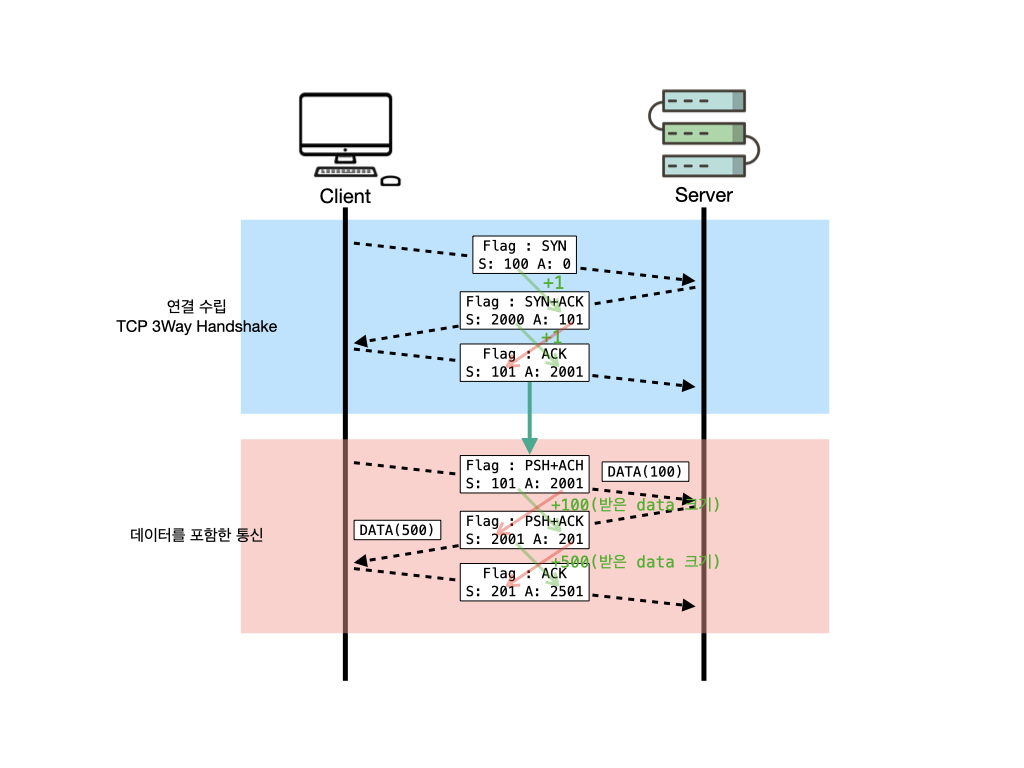 Client
Server
Flag : SYN
S: 100 A: 0
+1
Flag : SYN+ACK
S: 2000 A: 101
+1
Flag : ACK
S: 101 A: 2001
연결 수립
TCP 3Way Handshake
Flag : PSH+ACH
S: 101 A: 2001
DATA(100)
+100(받은 data 크기)
DATA(500)
Flag : PSH+ACK
S: 2001 A: 201
데이터를 포함한 통신
+500(받은 data 크기)
Flag : ACK
S: 201 A: 2501